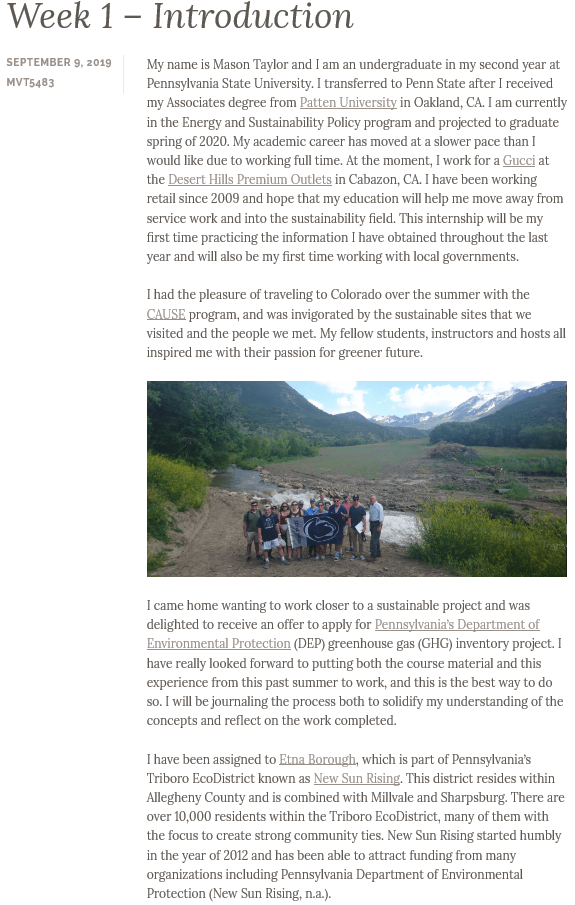 Week 1 – Introduction
SEPTEMBER 9, 2019
MVT5483
My name is Mason Taylor and I am an undergraduate in my second year at
Pennsylvania State University. I transferred to Penn State after I received
my Associates degree from Patten University in Oakland, CA. I am currently
in the Energy and Sustainability Policy program and projected to graduate
spring of 2020. My academic career has moved at a slower pace than I
would like due to working full time. At the moment, I work for a Gucci at
the Desert Hills Premium Outlets in Cabazon, CA. I have been working
retail since 2009 and hope that my education will help me move away from
service work and into the sustainability field. This internship will be my
first time practicing the information I have obtained throughout the last
year and will also be my first time working with local governments.
I had the pleasure of traveling to Colorado over the summer with the
CAUSE program, and was invigorated by the sustainable sites that we
visited and the people we met. My fellow students, instructors and hosts all
inspired me with their passion for greener future.
I came home wanting to work closer to a sustainable project and was
delighted to receive an offer to apply for Pennsylvania's Department of
Environmental Protection (DEP) greenhouse gas (GHG) inventory project. I
have really looked forward to putting both the course material and this
experience from this past summer to work, and this is the best way to do
so. I will be journaling the process both to solidify my understanding of the
concepts and reflect on the work completed.
I have been assigned to Etna Borough, which is part of Pennsylvania's
Triboro EcoDistrict known as New Sun Rising. This district resides within
Allegheny County and is combined with Millvale and Sharpsburg. There are
over 10,000 residents within the Triboro EcoDistrict, many of them with
the focus to create strong community ties. New Sun Rising started humbly
in the year of 2012 and has been able to attract funding from many
organizations including Pennsylvania Department of Environmental
Protection (New Sun Rising, n.a.).